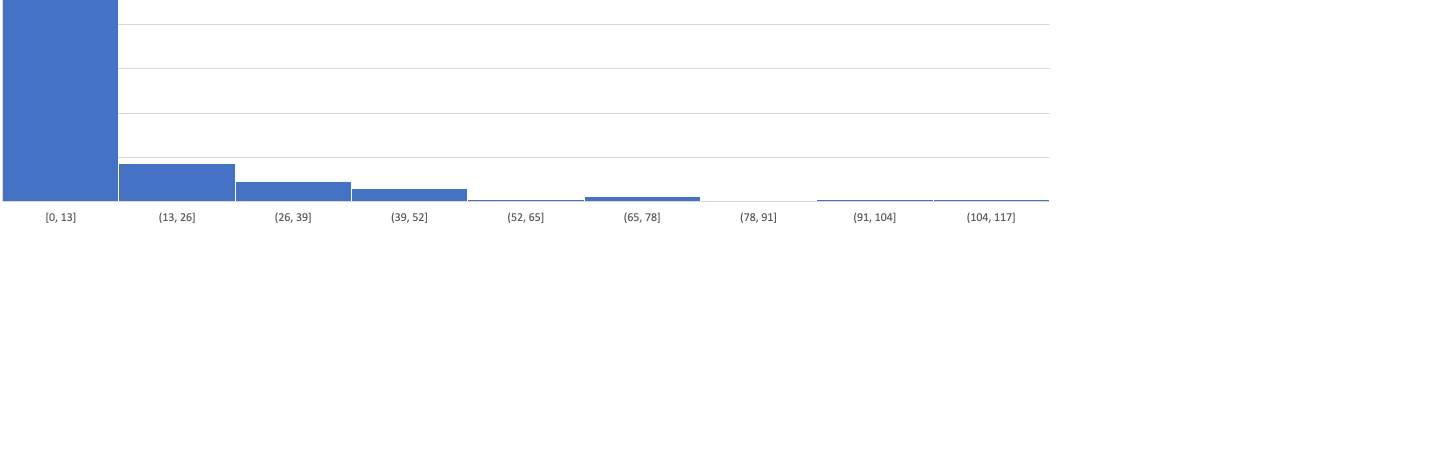 [0, 13] (13, 26] (26, 39] (39, 52] (52, 65] (65, 78] (78, 91] (91, 104] (104, 117]